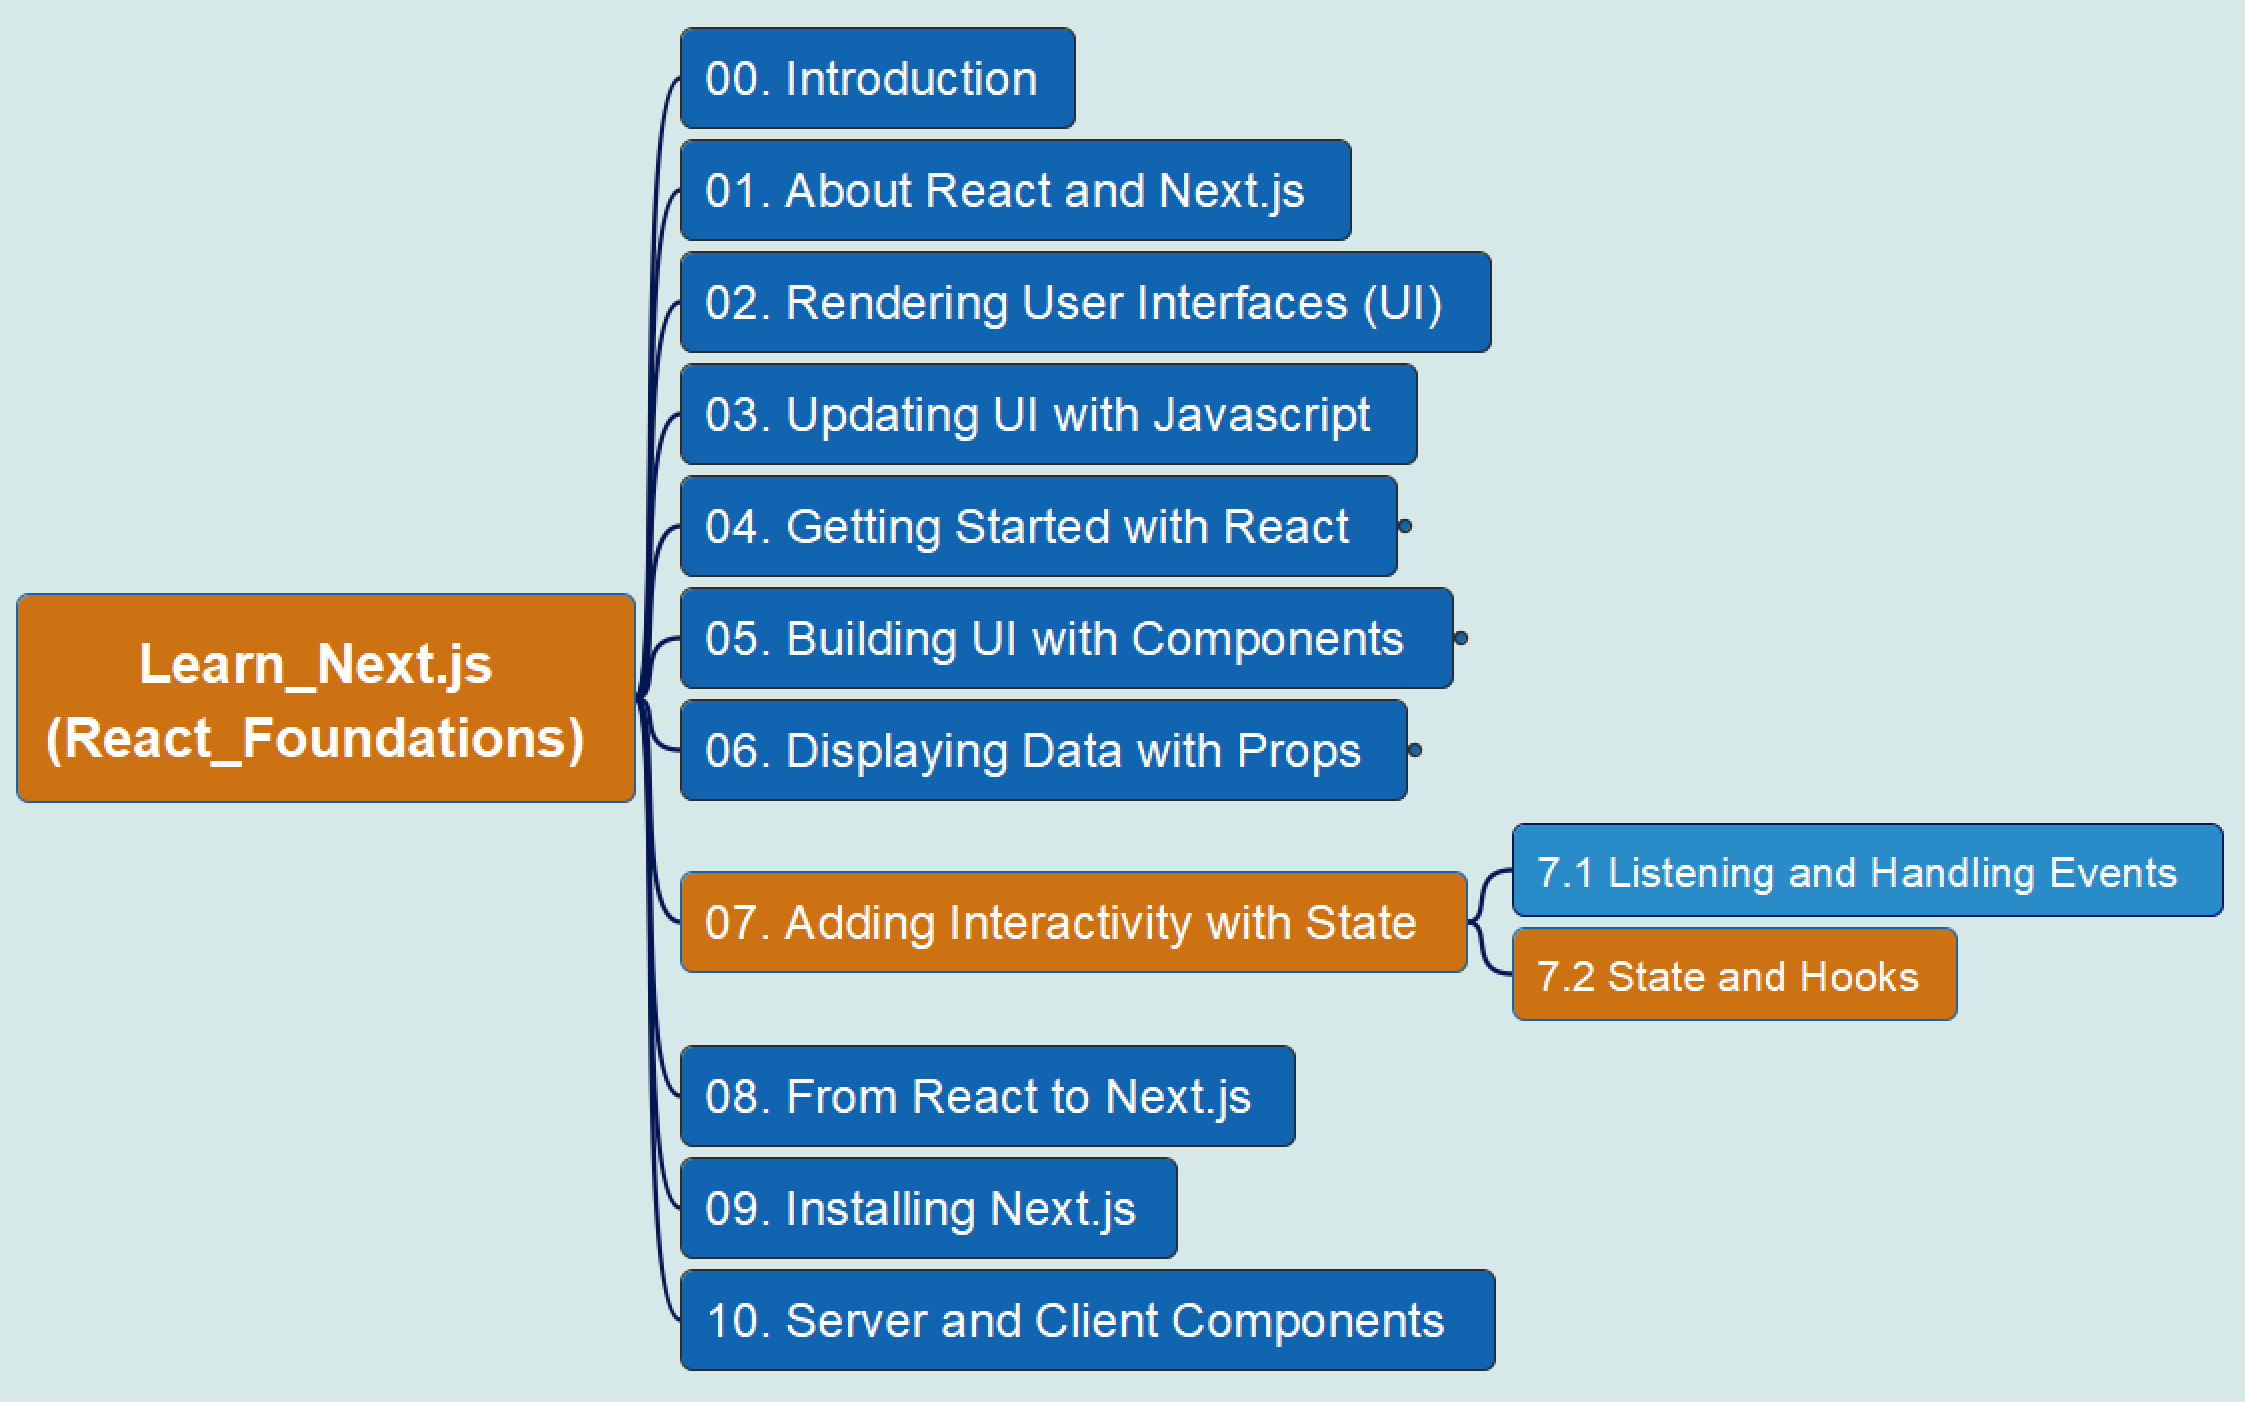 Learn_Next.js
(React_Foundations)
00. Introduction
01. About React and Next.js
02. Rendering User Interfaces (UI)
03. Updating UI with Javascript
04. Getting Started with React
05. Building UI with Components
06. Displaying Data with Props
07. Adding Interactivity with State
7.1 Listening and Handling Events
7.2 State and Hooks
08. From React to Next.js
09. Installing Next.js
10. Server and Client Components